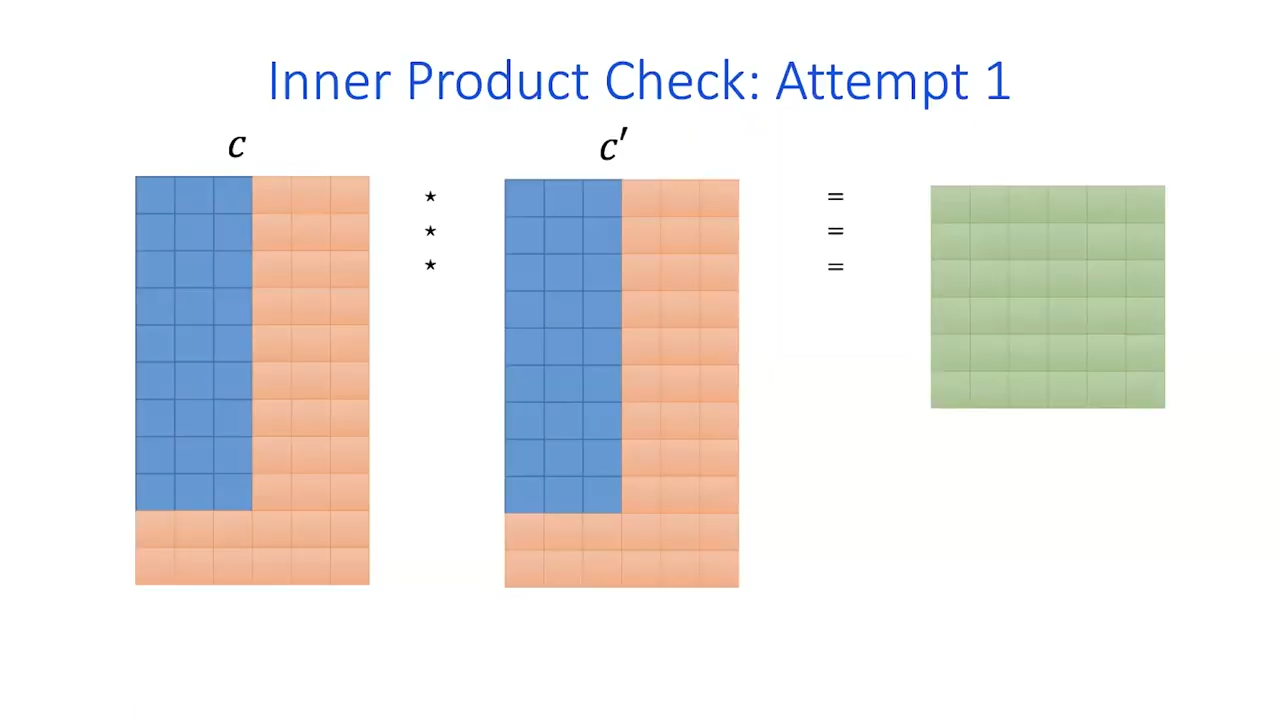 Inner Product Check: Attempt 1
c c′
⋆ =
⋆ =
⋆ =